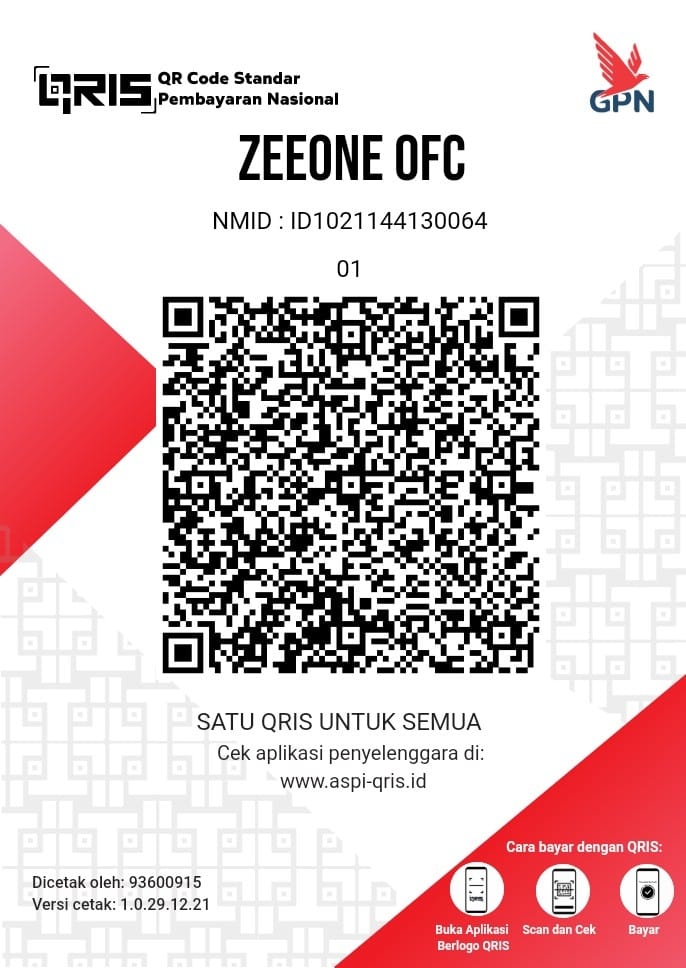 QRIS QR Code Standar
Pembayaran Nasional
GPN
ZEEONE OFC
NMID : ID1021144130064
01
SATU QRIS UNTUK SEMUA
Cek aplikasi penyelenggara di:
www.aspi-qris.id
Cara bayar dengan QRIS:
Dicetak oleh: 93600915
Versi cetak: 1.0.29.12.21
Buka Aplikasi
Berlogo QRIS
Scan dan Cek
Bayar